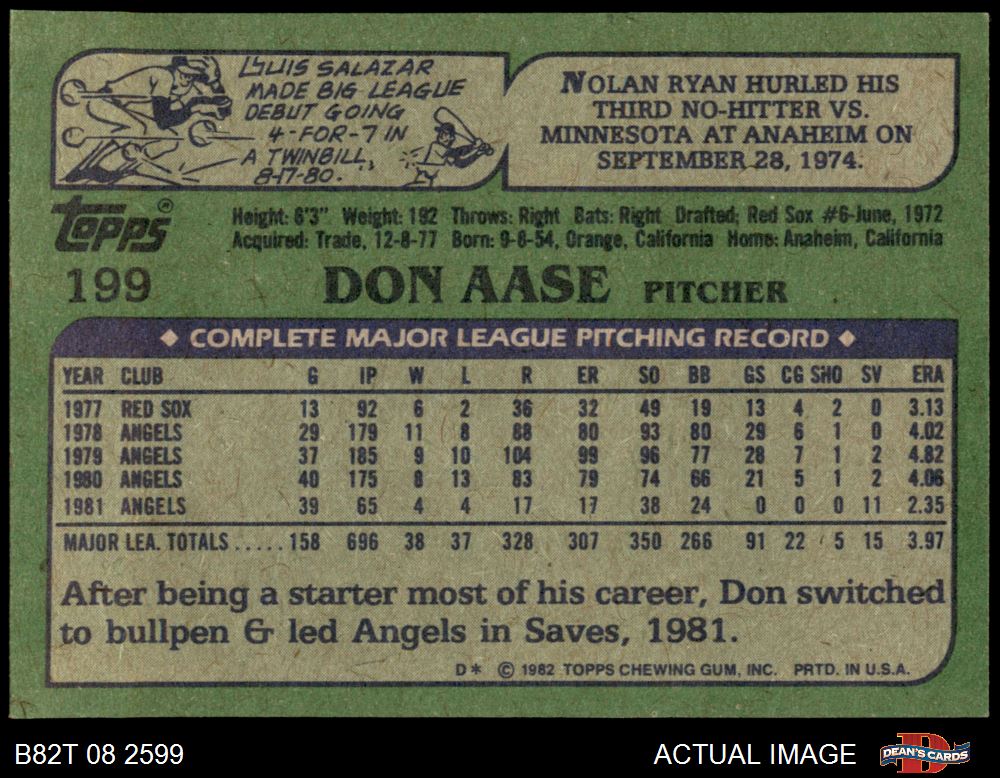 LUIS SALAZAR
MADE BIG LEAGUE
DEBUT GOING
4-FOR-7 IN
A TWINBILL,
8-17-80.
NOLAN RYAN HURLED HIS
THIRD NO-HITTER VS.
MINNESOTA AT ANAHEIM ON
SEPTEMBER 28, 1974.
TOPPS®
199
Height: 6'3" Weight: 192 Throws: Right Bats: Right Drafted: Red Sox #6-June, 1972
Acquired: Trade, 12-8-77 Born: 9-8-54, Orange, California Home: Anaheim, California
DON AASE PITCHER
◆ COMPLETE MAJOR LEAGUE PITCHING RECORD ◆
YEAR CLUB G IP W L R ER SO BB GS CG SHO SV ERA
1977 RED SOX 13 92 6 2 36 32 49 19 13 4 2 0 3.13
1978 ANGELS 29 179 11 8 88 80 93 80 29 6 1 0 4.02
1979 ANGELS 37 185 9 10 104 99 96 77 28 7 1 2 4.82
1980 ANGELS 40 175 8 13 83 79 74 66 21 5 1 2 4.06
1981 ANGELS 39 65 4 4 17 17 38 24 0 0 0 11 2.35
MAJOR LEA. TOTALS.....158 696 38 37 328 307 350 266 91 22 5 15 3.97
After being a starter most of his career, Don switched
to bullpen & led Angels in Saves, 1981.
D* © 1982 TOPPS CHEWING GUM, INC. PRTD. IN U.S.A.
B82T 08 2599
ACTUAL IMAGE
DEAN'S CARDS